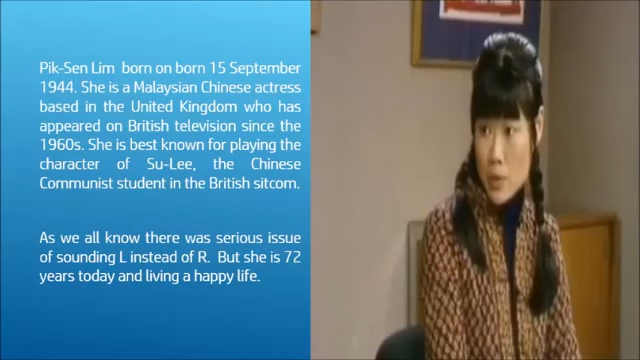 Pik-Sen Lim born on born 15 September
1944. She is a Malaysian Chinese actress
based in the United Kingdom who has
appeared on British television since the
1960s. She is best known for playing the
character of Su-Lee, the Chinese
Communist student in the British sitcom.
As we all know there was serious issue
of sounding L instead of R. But she is 72
years today and living a happy life.